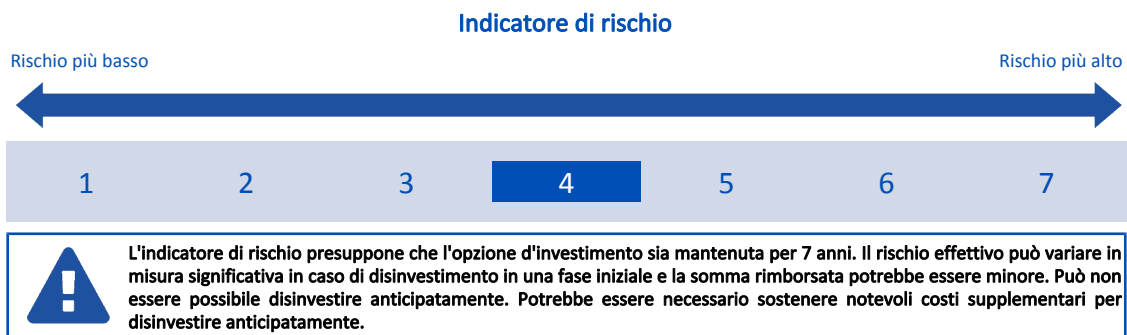 Indicatore di rischio
Rischio più basso Rischio più alto
1 2 3 4 5 6 7
L'indicatore di rischio presuppone che l'opzione d'investimento sia mantenuta per 7 anni. Il rischio effettivo può variare in
misura significativa in caso di disinvestimento in una fase iniziale e la somma rimborsata potrebbe essere minore. Può non
essere possibile disinvestire anticipatamente. Potrebbe essere necessario sostenere notevoli costi supplementari per
disinvestire anticipatamente.